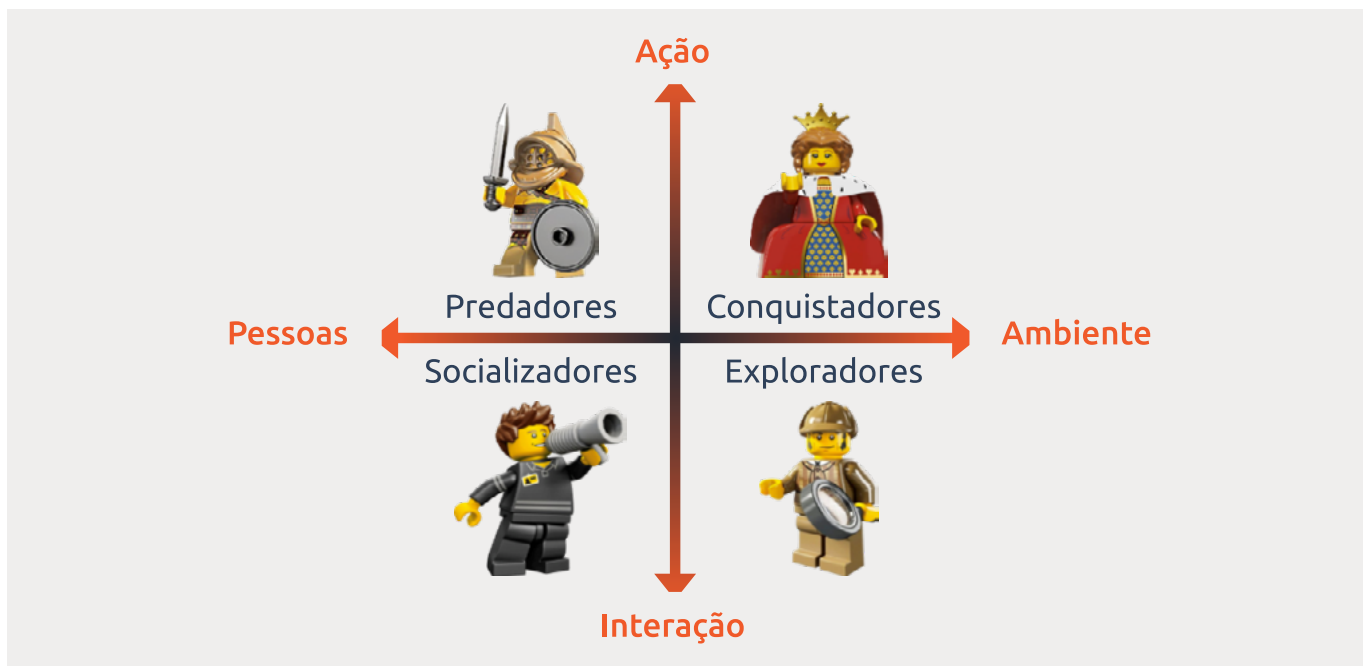 Ação
Predadores
Conquistadores
Pessoas
Ambiente
Socializadores
Exploradores
Interação